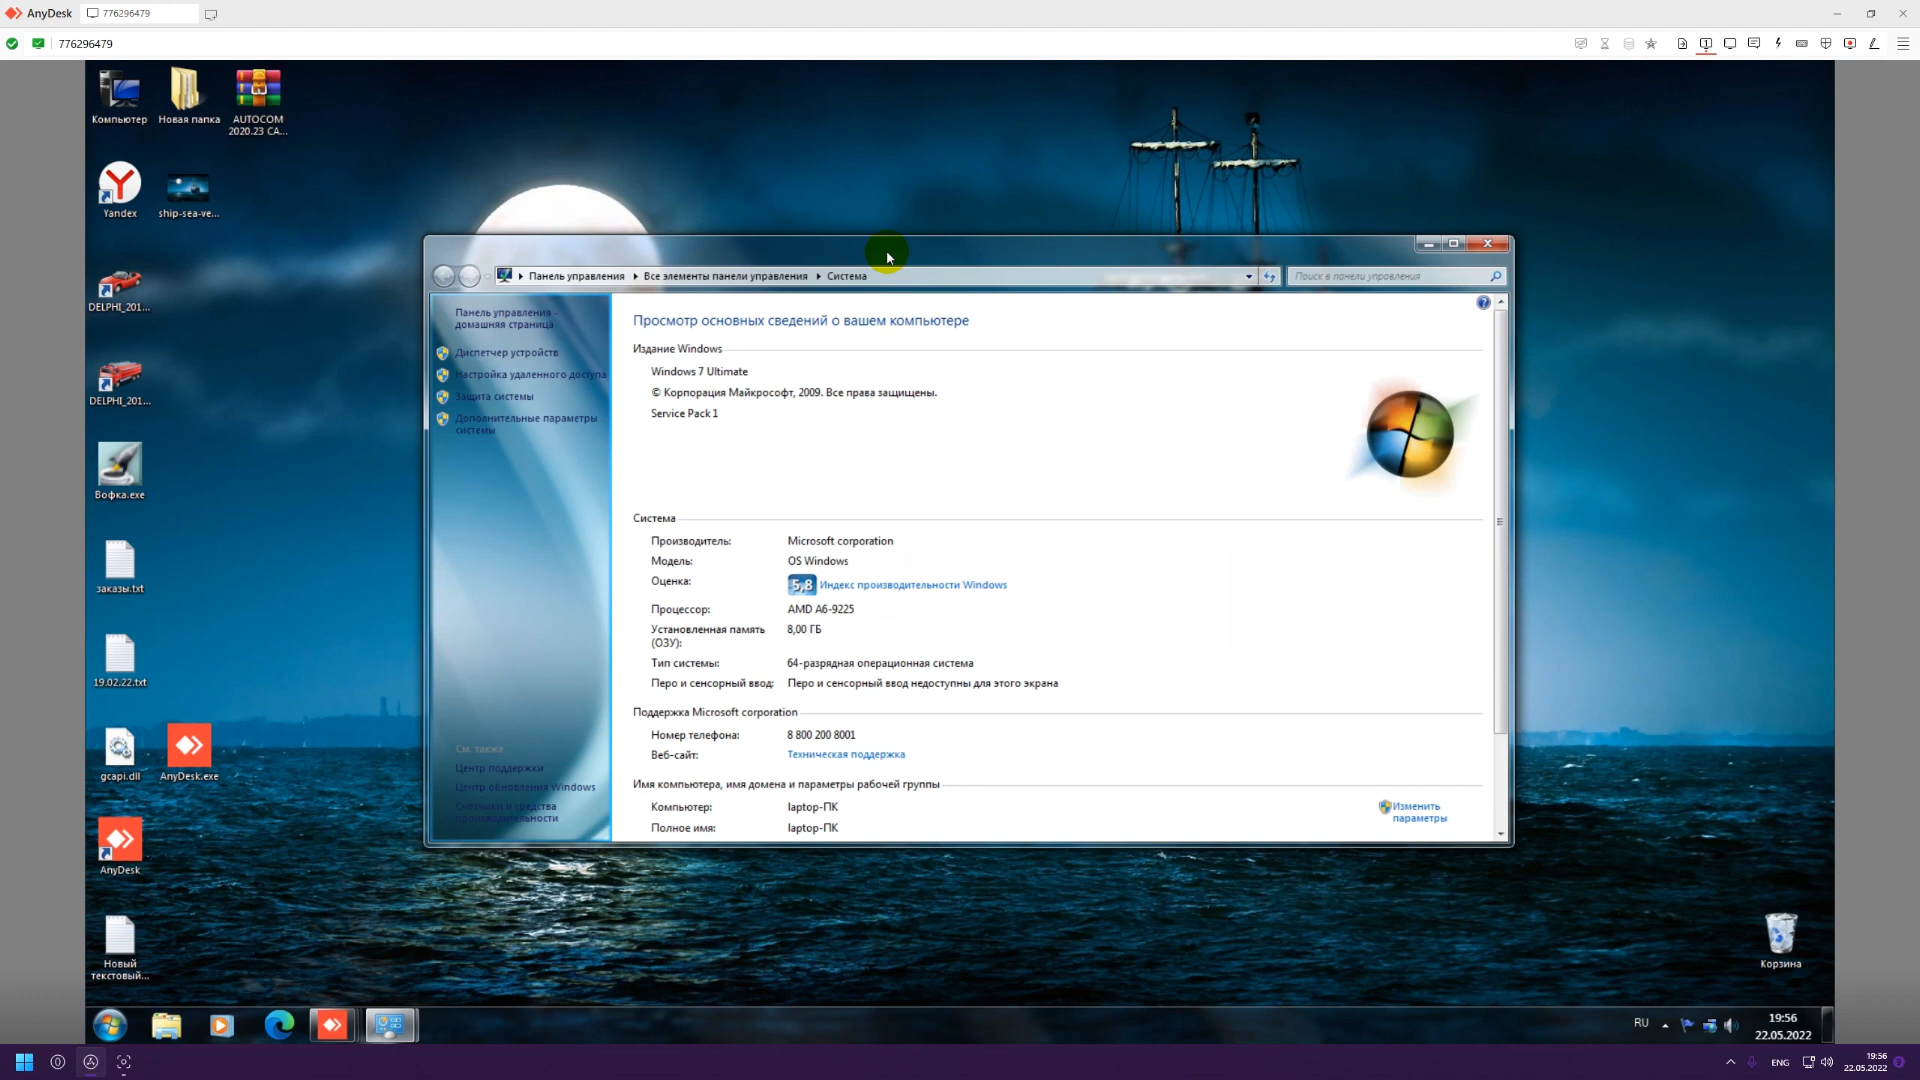 AnyDesk
776296479
776296479
Компьютер
Новая папка
AUTOCOM
2020.23 CA...
Yandex
ship-sea-ve...
DELPHI_201...
DELPHI_201...
Вофка.exe
заказы.txt
19.02.22.txt
gcapi.dll
AnyDesk.exe
AnyDesk
Новый
текстовый...
Корзина
Панель управления
Все элементы панели управления
Система
Поиск в панели управления
Панель управления -
домашняя страница
Диспетчер устройств
Настройка удаленного доступа
Защита системы
Дополнительные параметры
системы
См. также
Центр поддержки
Центр обновления Windows
Счетчики и средства
производительности
Просмотр основных сведений о вашем компьютере
Издание Windows
Windows 7 Ultimate
© Корпорация Майкрософт, 2009. Все права защищены.
Service Pack 1
Система
Производитель: Microsoft corporation
Модель: OS Windows
Оценка: 5,8 Индекс производительности Windows
Процессор: AMD A6-9225
Установленная память 8,00 ГБ
(ОЗУ):
Тип системы: 64-разрядная операционная система
Перо и сенсорный ввод: Перо и сенсорный ввод недоступны для этого экрана
Поддержка Microsoft corporation
Номер телефона: 8 800 200 8001
Веб-сайт: Техническая поддержка
Имя компьютера, имя домена и параметры рабочей группы
Компьютер: laptop-ПК
Изменить
параметры
Полное имя: laptop-ПК
RU
19:56
22.05.2022
ENG
19:56
22.05.2022